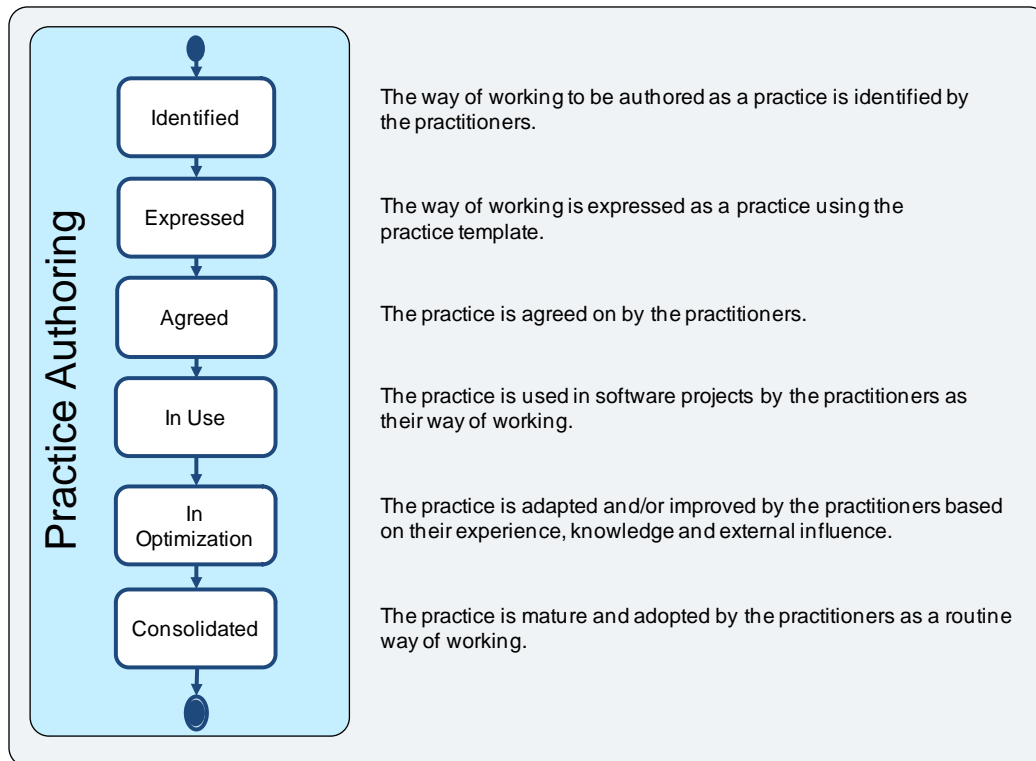 Practice Authoring
Identified
The way of working to be authored as a practice is identified by
the practitioners.
Expressed
The way of working is expressed as a practice using the
practice template.
Agreed
The practice is agreed on by the practitioners.
In Use
The practice is used in software projects by the practitioners as
their way of working.
In
Optimization
The practice is adapted and/or improved by the practitioners based
on their experience, knowledge and external influence.
Consolidated
The practice is mature and adopted by the practitioners as a routine
way of working.